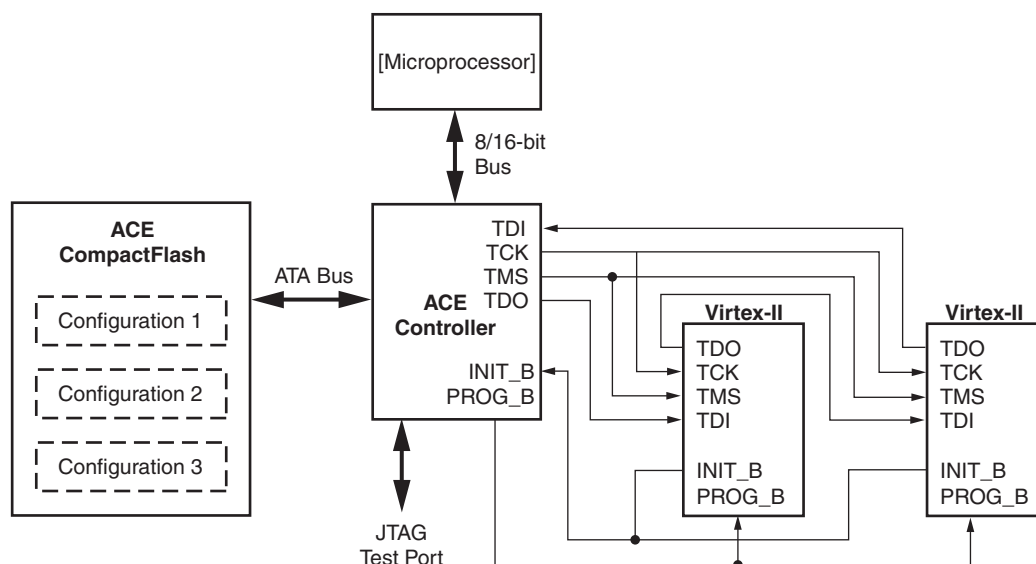 [Microprocessor]
8/16-bit
Bus
ACE
CompactFlash
Configuration 1
Configuration 2
Configuration 3
ATA Bus
TDI
TCK
TMS
TDO
ACE
Controller
INIT_B
PROG_B
JTAG
Test Port
Virtex-II
TDO
TCK
TMS
TDI
INIT_B
PROG_B
Virtex-II
TDO
TCK
TMS
TDI
INIT_B
PROG_B